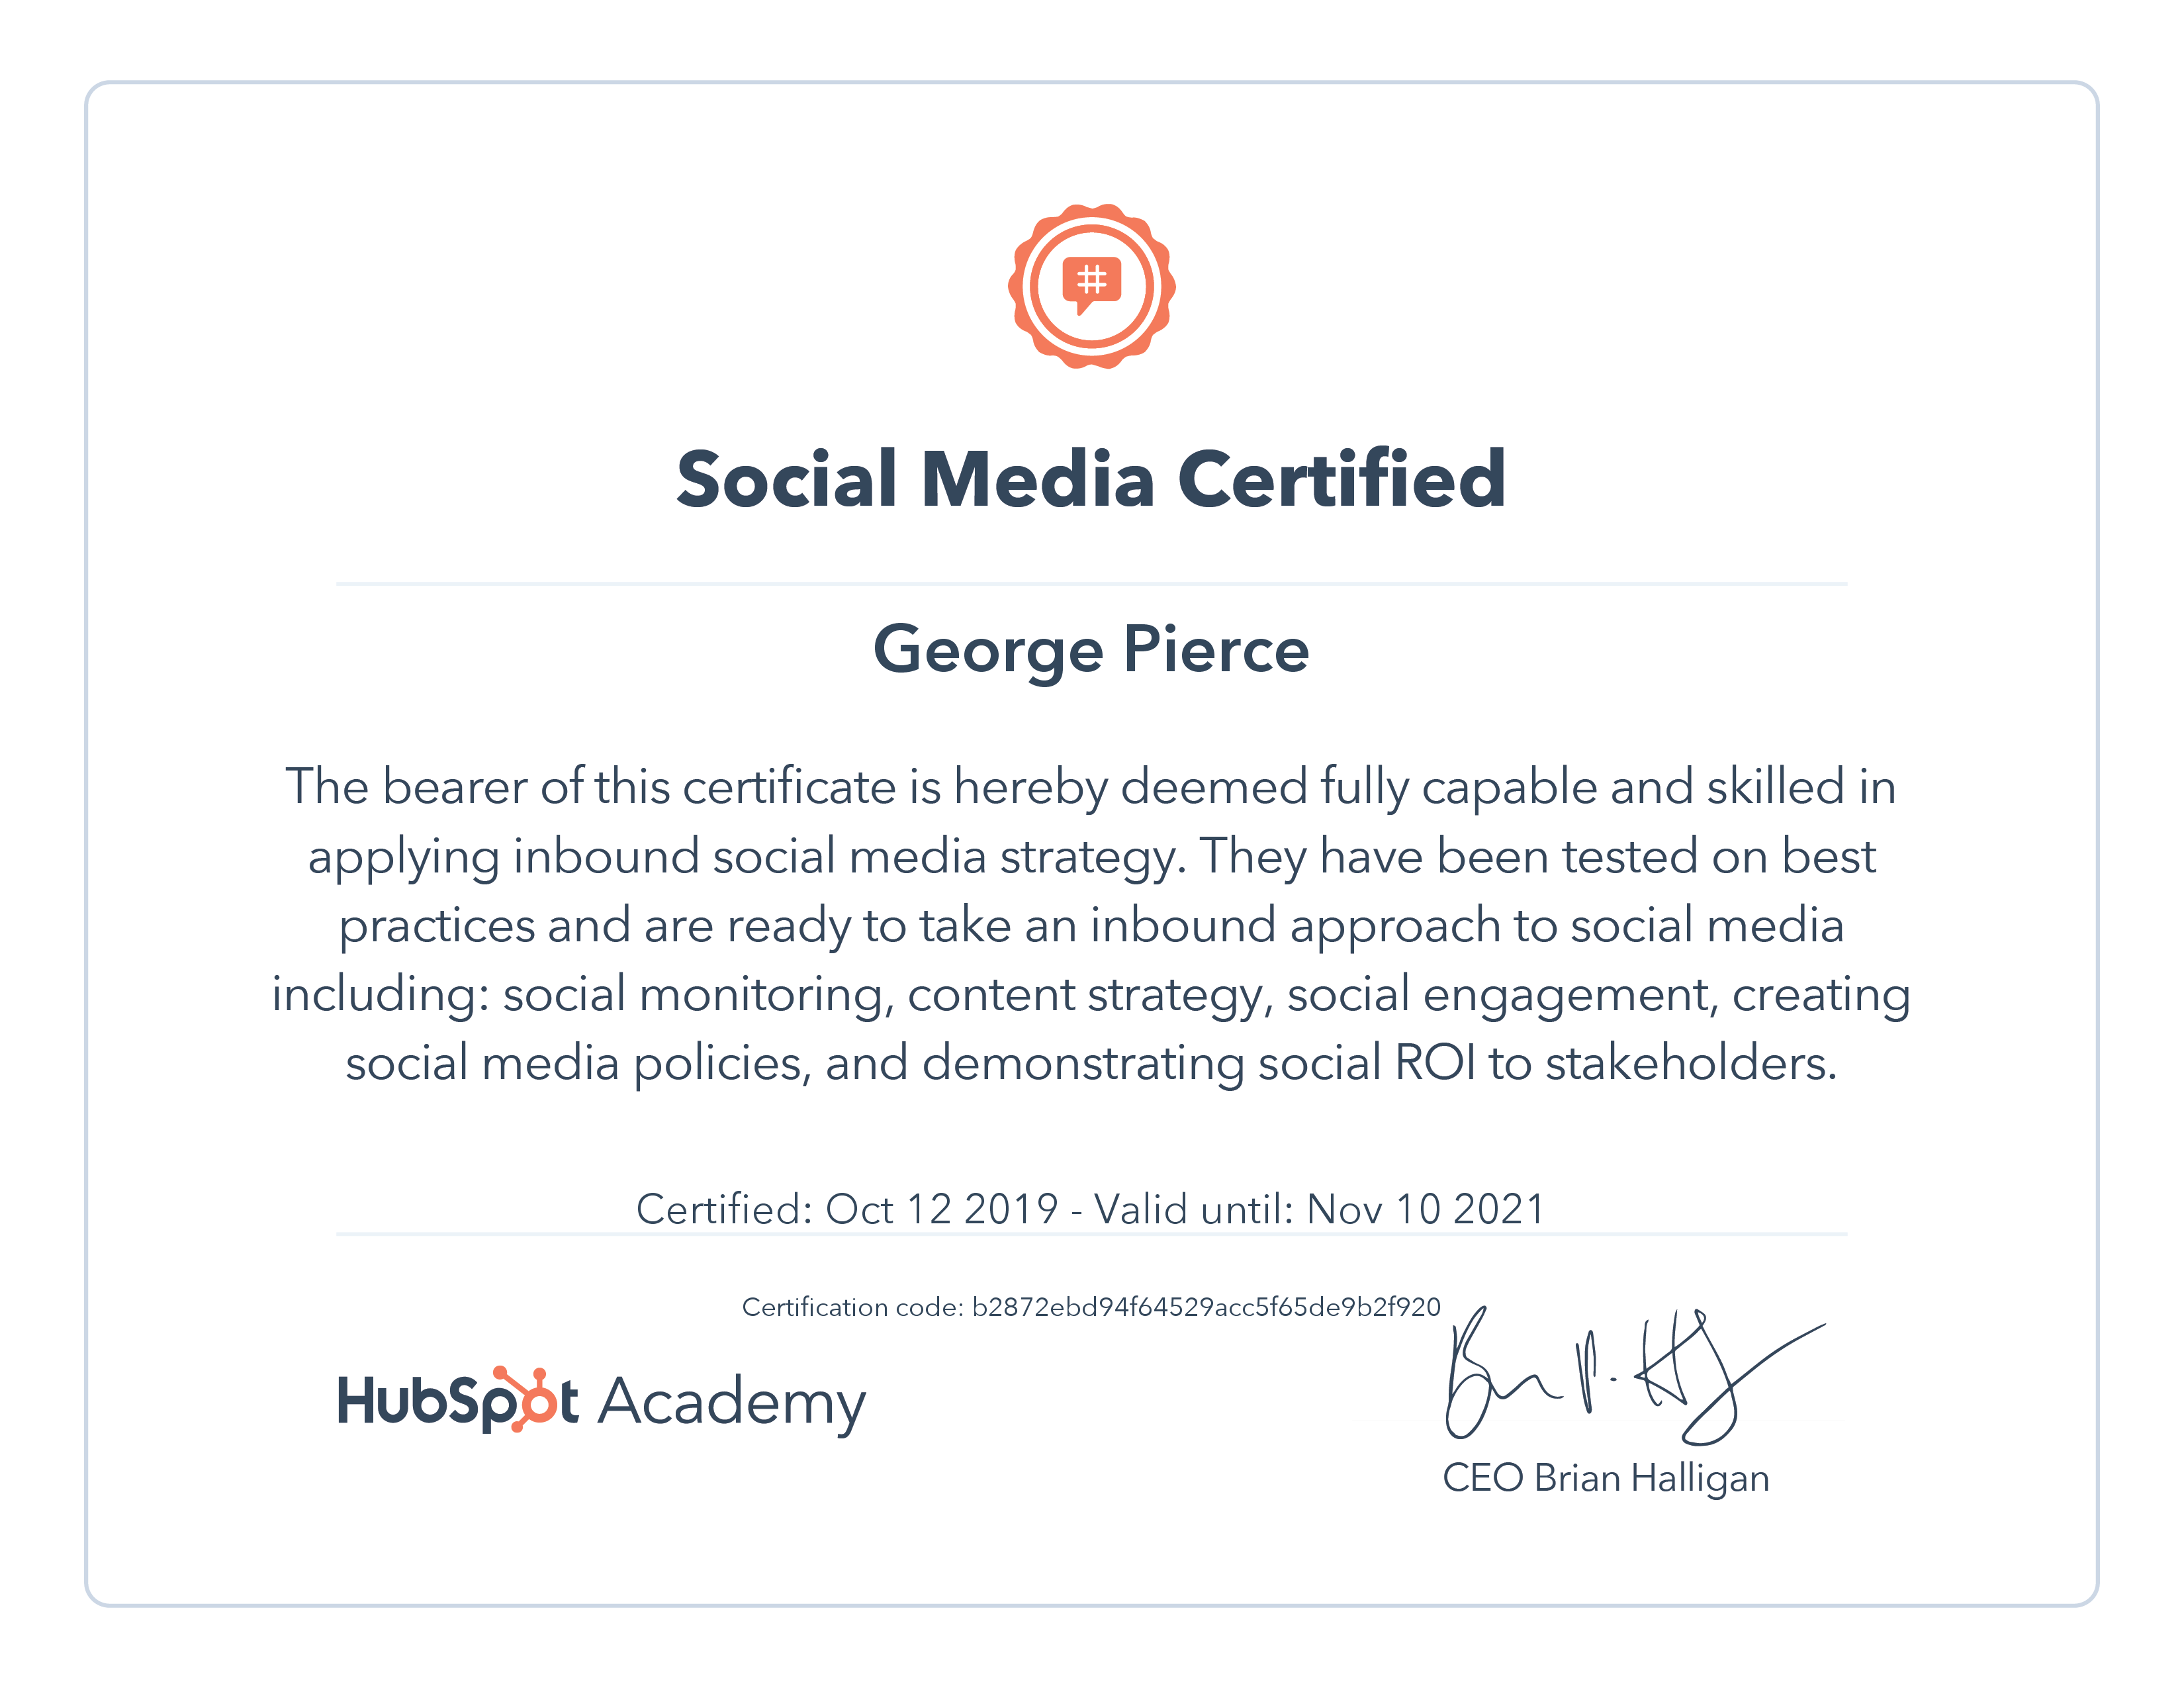 #
Social Media Certified
George Pierce
The bearer of this certificate is hereby deemed fully capable and skilled in
applying inbound social media strategy. They have been tested on best
practices and are ready to take an inbound approach to social media
including: social monitoring, content strategy, social engagement, creating
social media policies, and demonstrating social ROI to stakeholders.
Certified: Oct 12 2019 - Valid until: Nov 10 2021
Certification code: b2872ebd94f64529acc5f65de9b2f920
HubSpot Academy
CEO Brian Halligan